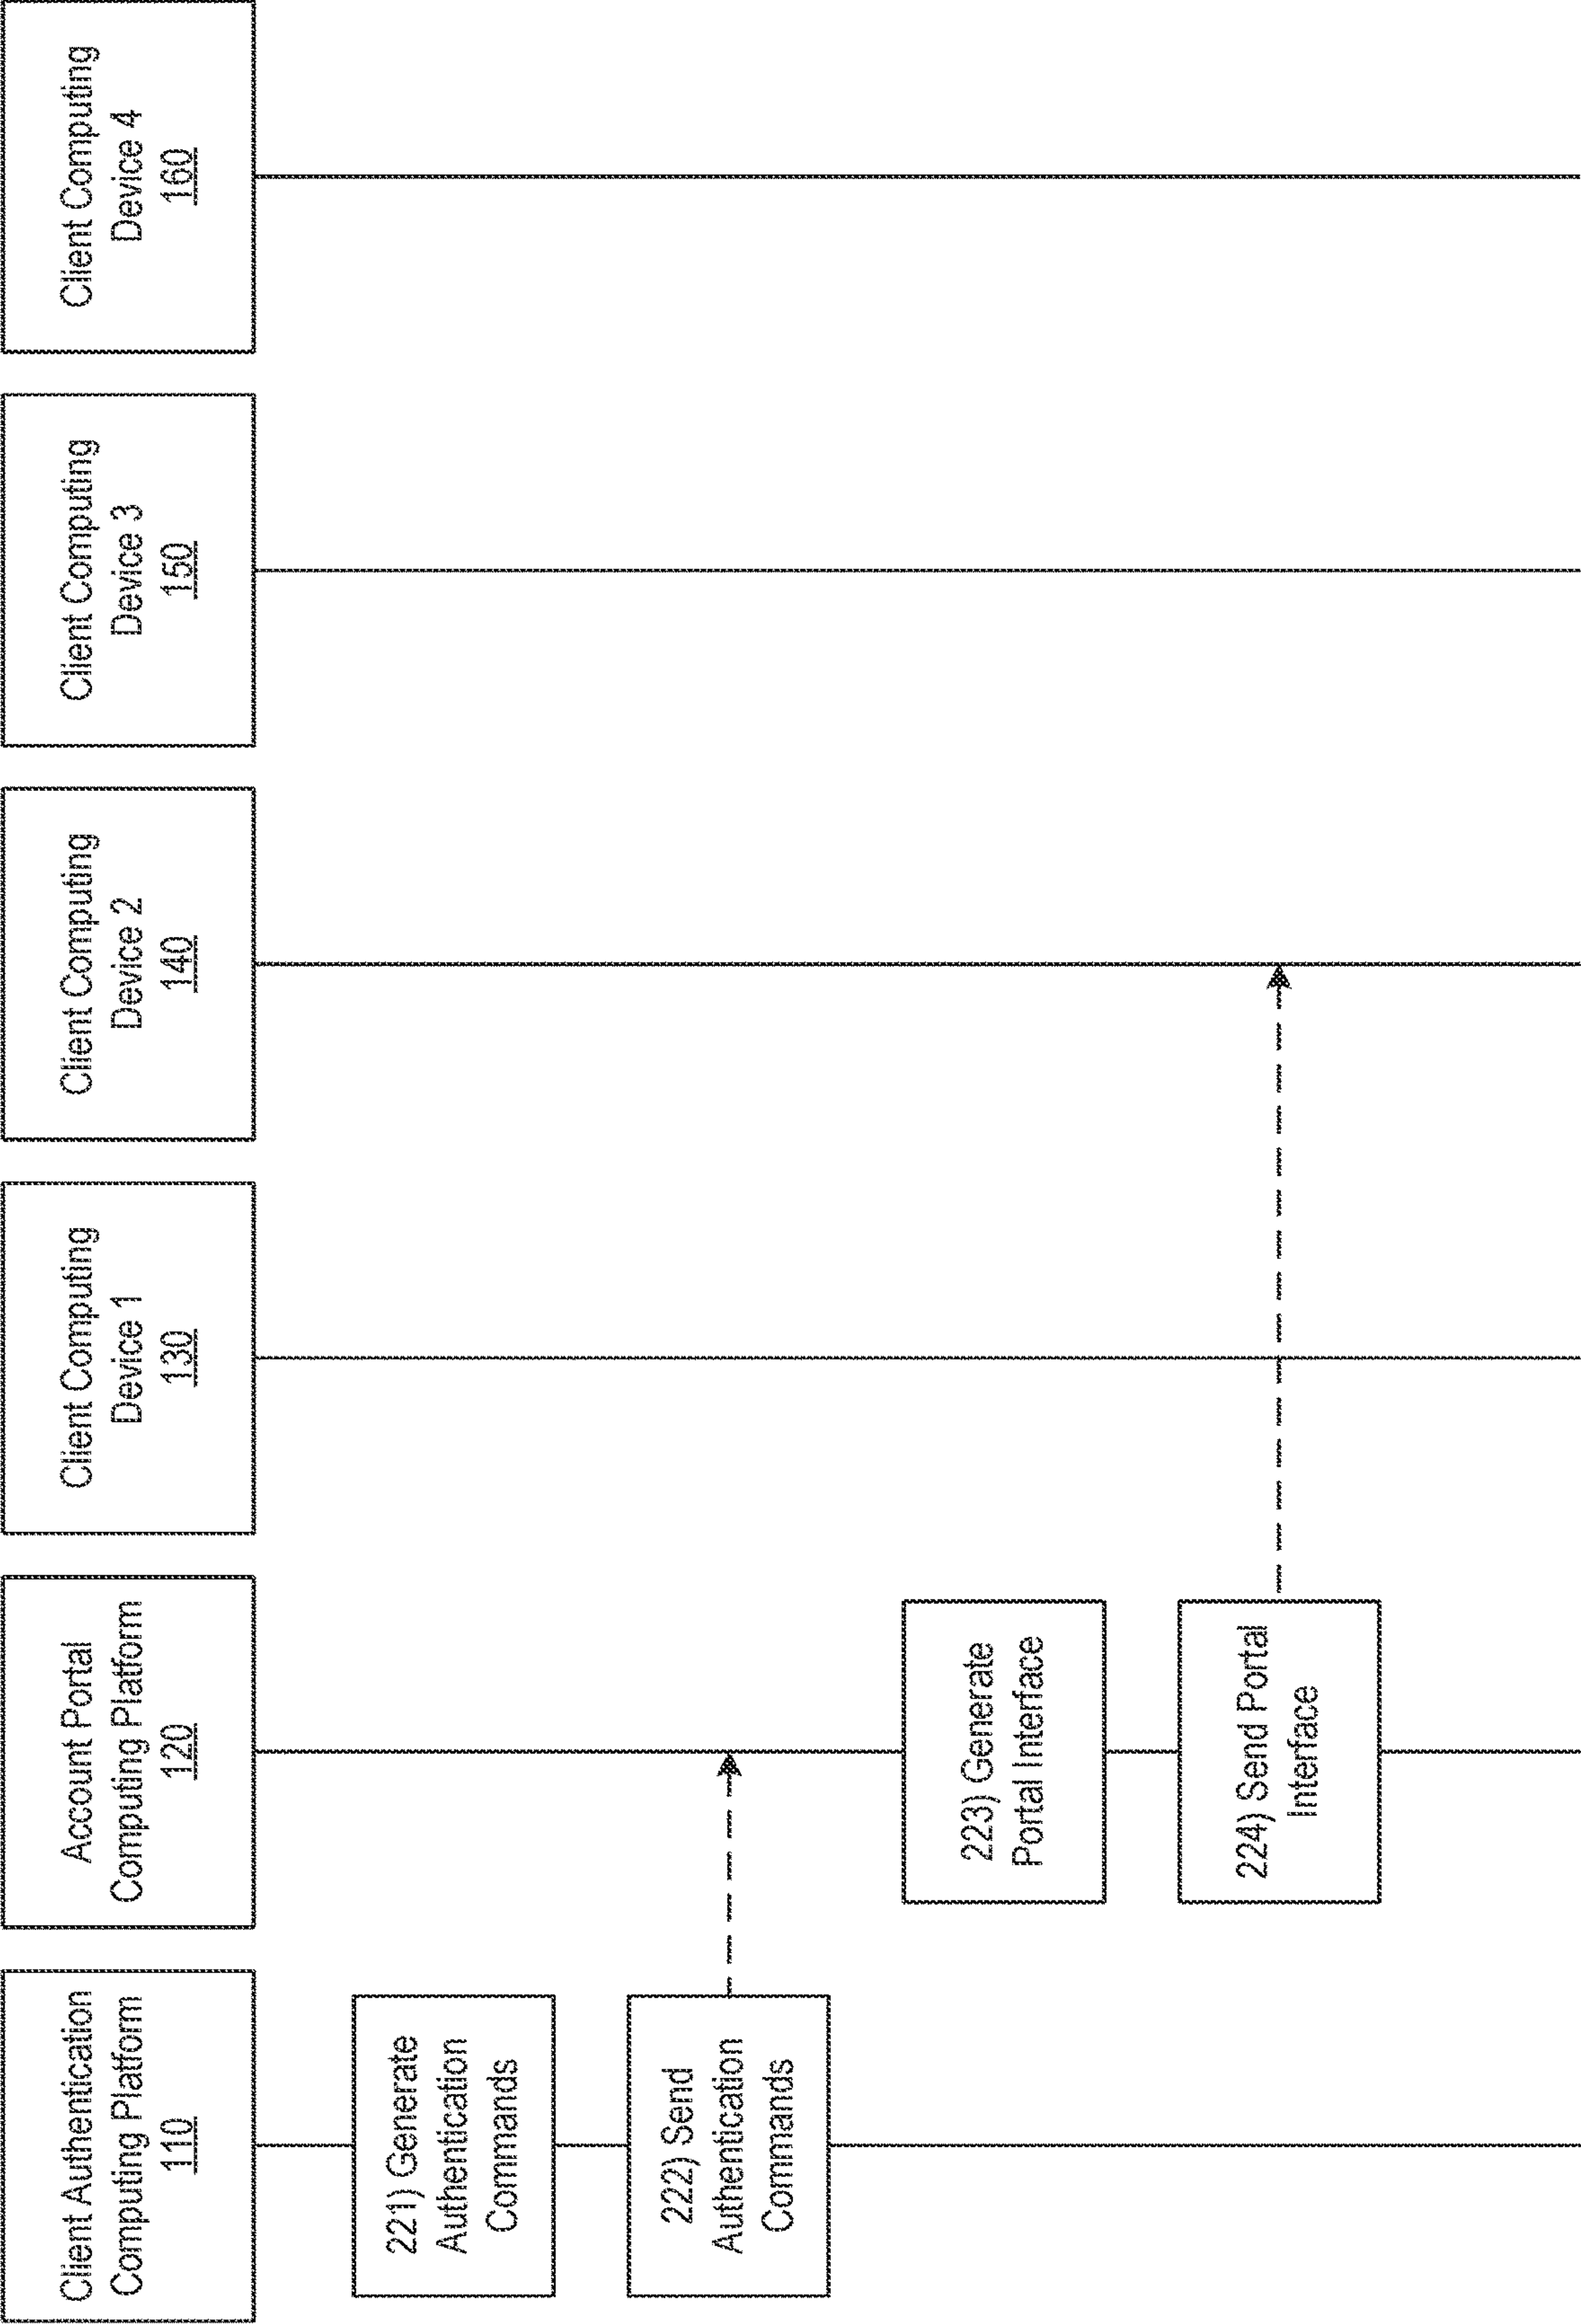 Client Authentication
Computing Platform
110
Account Portal
Computing Platform
120
Client Computing
Device 1
130
Client Computing
Device 2
140
Client Computing
Device 3
150
Client Computing
Device 4
160
221) Generate
Authentication
Commands
222) Send
Authentication
Commands
223) Generate
Portal Interface
224) Send Portal
Interface